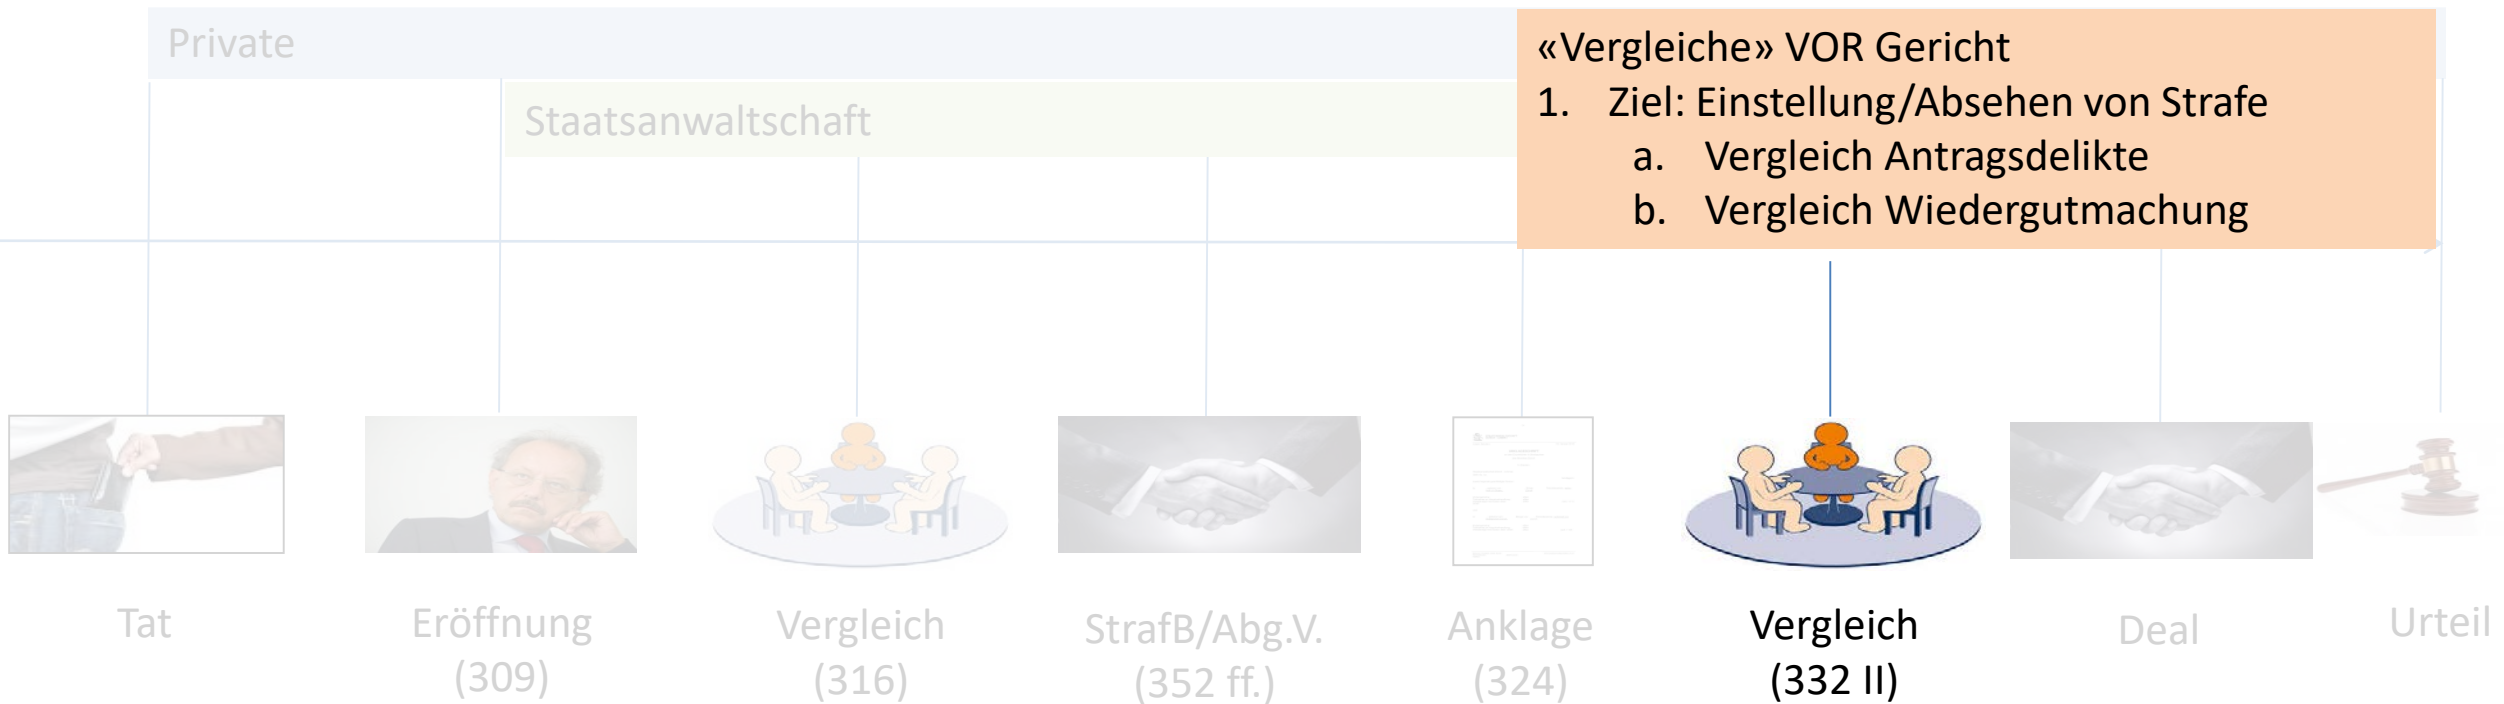 Private
Staatsanwaltschaft
«Vergleiche» VOR Gericht
1. Ziel: Einstellung/Absehen von Strafe
a. Vergleich Antragsdelikte
b. Vergleich Wiedergutmachung
Tat
Eröffnung
(309)
Vergleich
(316)
StrafB/Abg.V.
(352 ff.)
Anklage
(324)
Vergleich
(332 II)
Deal
Urteil